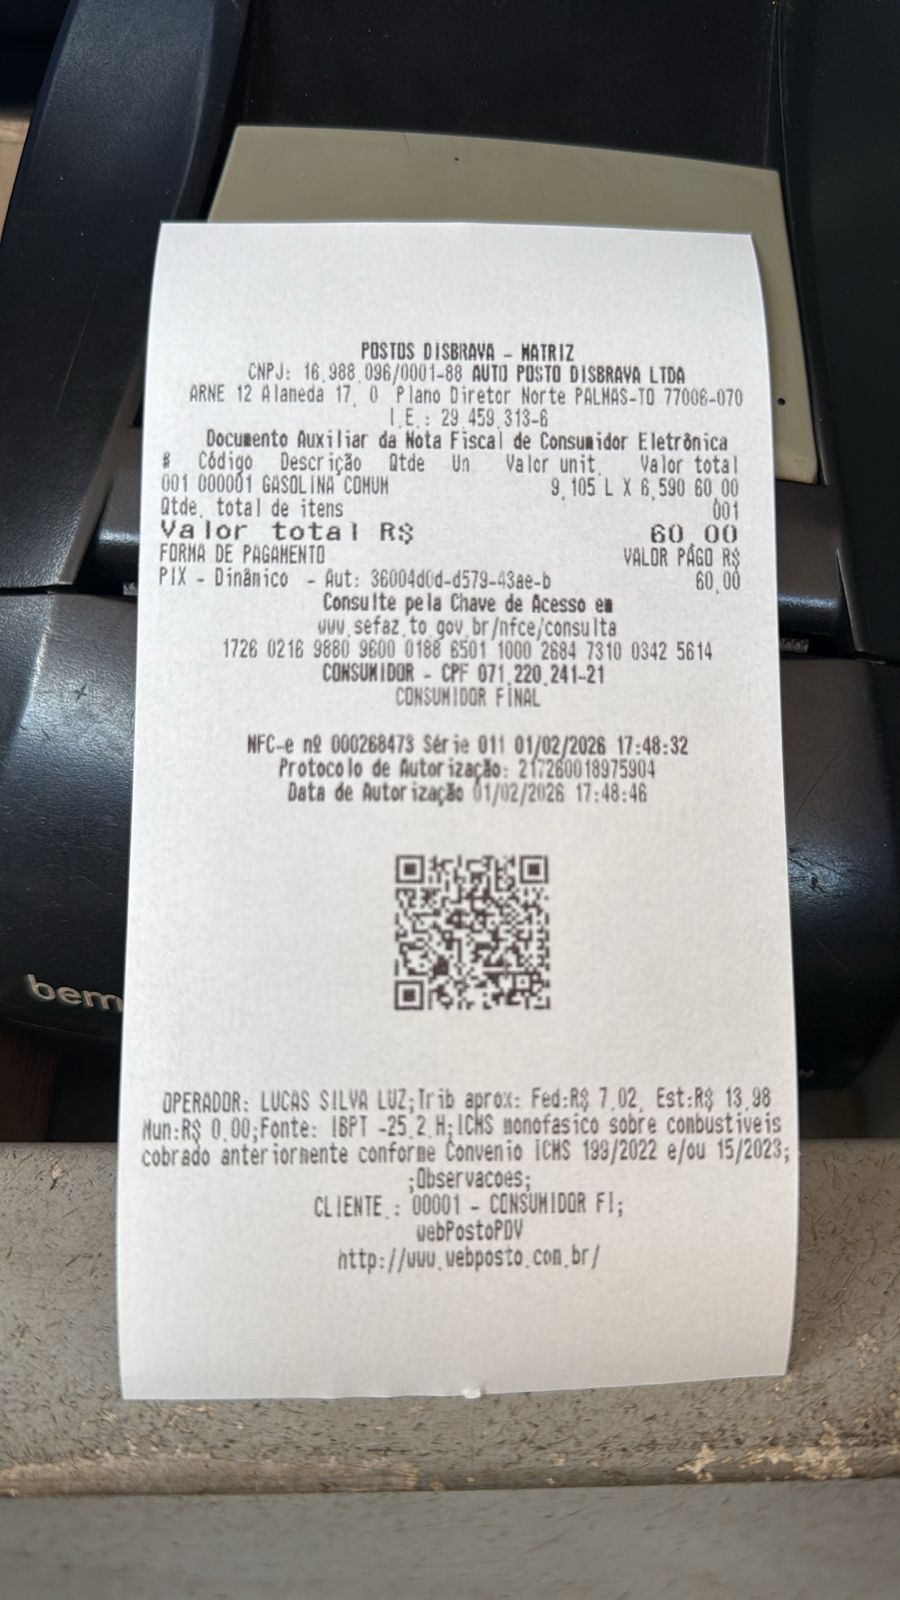 POSTOS DISBRAVA - MATRIZ
CNPJ: 16.988.096/0001-88 AUTO POSTO DISBRAVA LTDA
ARNE 12 Alameda 17, 0 Plano Diretor Norte PALMAS-TO 77006-070
I.E.: 29.459.313-6
Documento Auxiliar da Nota Fiscal de Consumidor Eletrônica
# Código Descrição Qtde Un Valor unit. Valor total
001 000001 GASOLINA COMUM 9,105 L X 6,590 60,00
Qtde. total de itens 001
Valor total R$ 60,00
FORMA DE PAGAMENTO VALOR PAGO R$
PIX - Dinâmico - Aut: 36004d0d-d579-43ae-b 60,00
Consulte pela Chave de Acesso em
www.sefaz.to.gov.br/nfce/consulta
1726 0216 9880 9600 0188 6501 1000 2684 7310 0342 5614
CONSUMIDOR - CPF 071.220.241-21
CONSUMIDOR FINAL
NFC-e nº 000268473 Série 011 01/02/2026 17:48:32
Protocolo de Autorização: 217260018975904
Data de Autorização 01/02/2026 17:48:46
bem
OPERADOR: LUCAS SILVA LUZ;Trib aprox: Fed:R$ 7,02, Est:R$ 13,98
Mun:R$ 0,00;Fonte: IBPT -25.2.H;ICMS monofasico sobre combustiveis
cobrado anteriormente conforme Convenio ICMS 199/2022 e/ou 15/2023;
;Observacoes;
CLIENTE.: 00001 - CONSUMIDOR FI;
webPostoPDV
http://www.webposto.com.br/